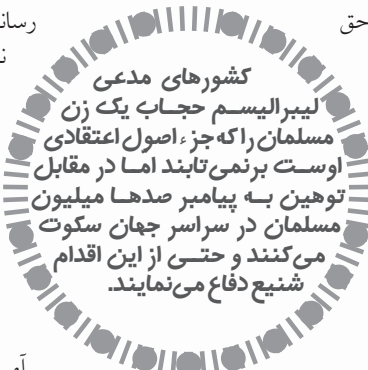 حق
رسان
ن
کشورهای مدعی
لیبرالیسم حجاب یک زن
مسلمان را که جزء اصول اعتقادی
اوست برنمی‌تابند اما در مقابل
توهین به پیامبر صدها میلیون
مسلمان در سراسر جهان سکوت
می‌کنند و حتی از این اقدام
شنیع دفاع می‌نمایند.